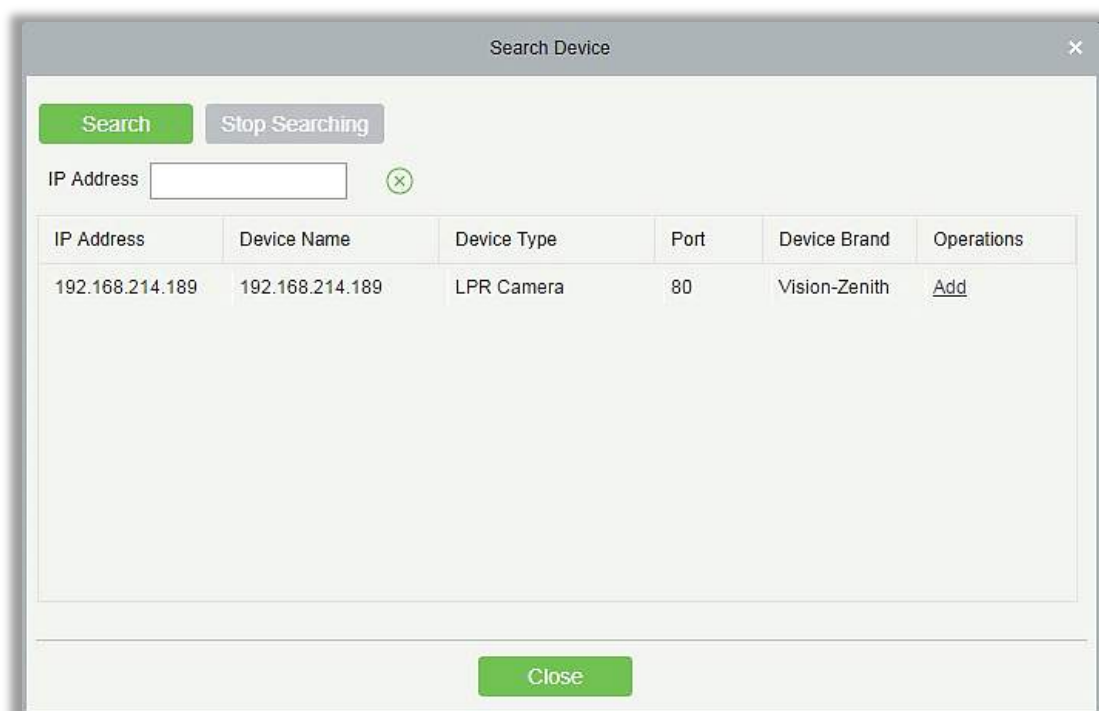 Search Device
Search Stop Searching
IP Address
IP Address Device Name Device Type Port Device Brand Operations
192.168.214.189 192.168.214.189 LPR Camera 80 Vision-Zenith Add
Close